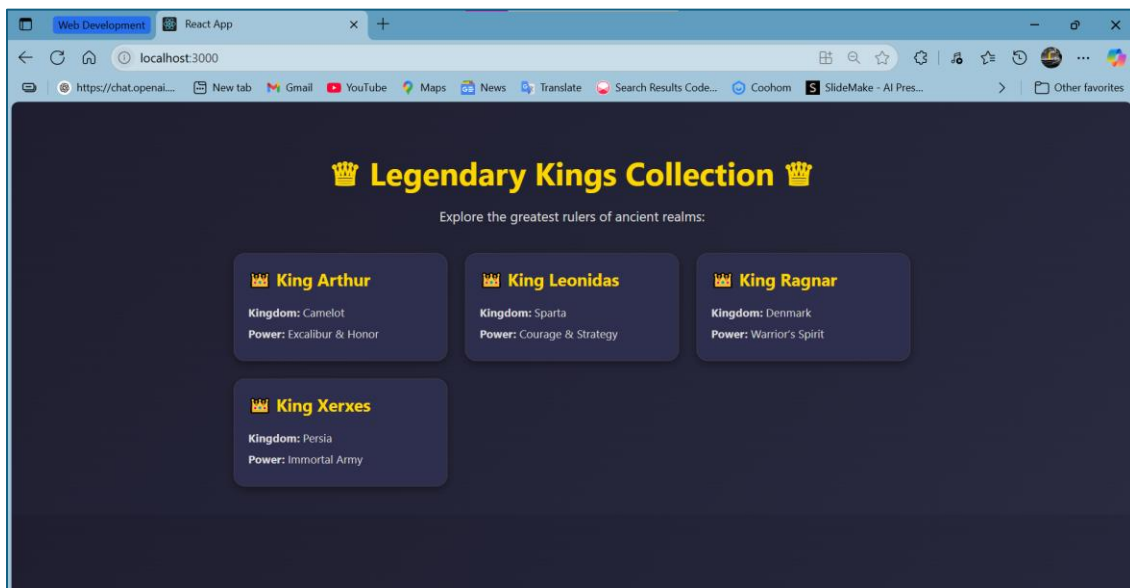 Web Development React App
localhost:3000
https://chat.openai.... New tab Gmail YouTube Maps News Translate Search Results Code... Coohom SlideMake - AI Pres... Other favorites
♛ Legendary Kings Collection ♛
Explore the greatest rulers of ancient realms:
👑 King Arthur
Kingdom: Camelot
Power: Excalibur & Honor
👑 King Leonidas
Kingdom: Sparta
Power: Courage & Strategy
👑 King Ragnar
Kingdom: Denmark
Power: Warrior's Spirit
👑 King Xerxes
Kingdom: Persia
Power: Immortal Army